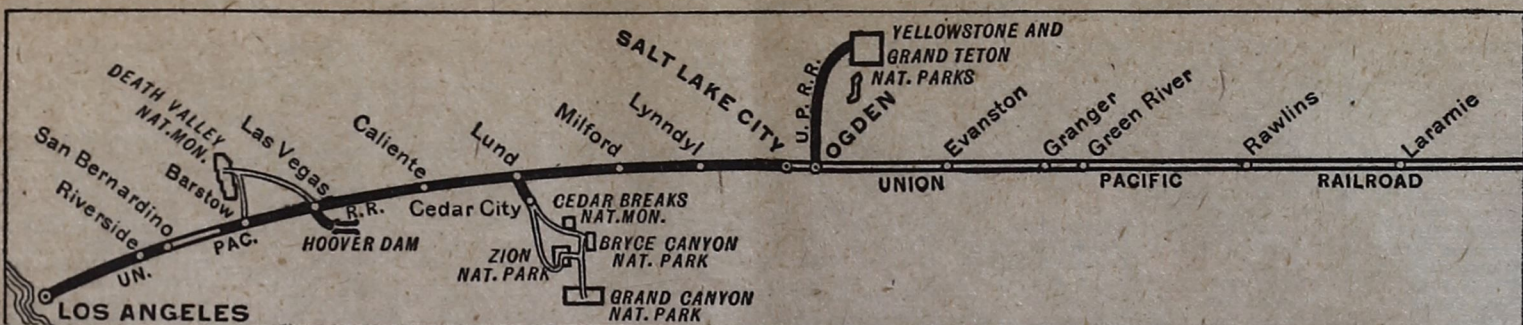 LOS ANGELES
Riverside
San Bernardino
UN. PAC. R.R.
Barstow
DEATH VALLEY
NAT. MON.
Las Vegas
HOOVER DAM
Caliente
Lund
Cedar City
CEDAR BREAKS
NAT. MON.
ZION
NAT. PARK
BRYCE CANYON
NAT. PARK
GRAND CANYON
NAT. PARK
Milford
Lynndyl
SALT LAKE CITY
OGDEN
U. P. R. R.
YELLOWSTONE AND
GRAND TETON
NAT. PARKS
Evanston
Granger
Green River
Rawlins
Laramie
UNION PACIFIC RAILROAD